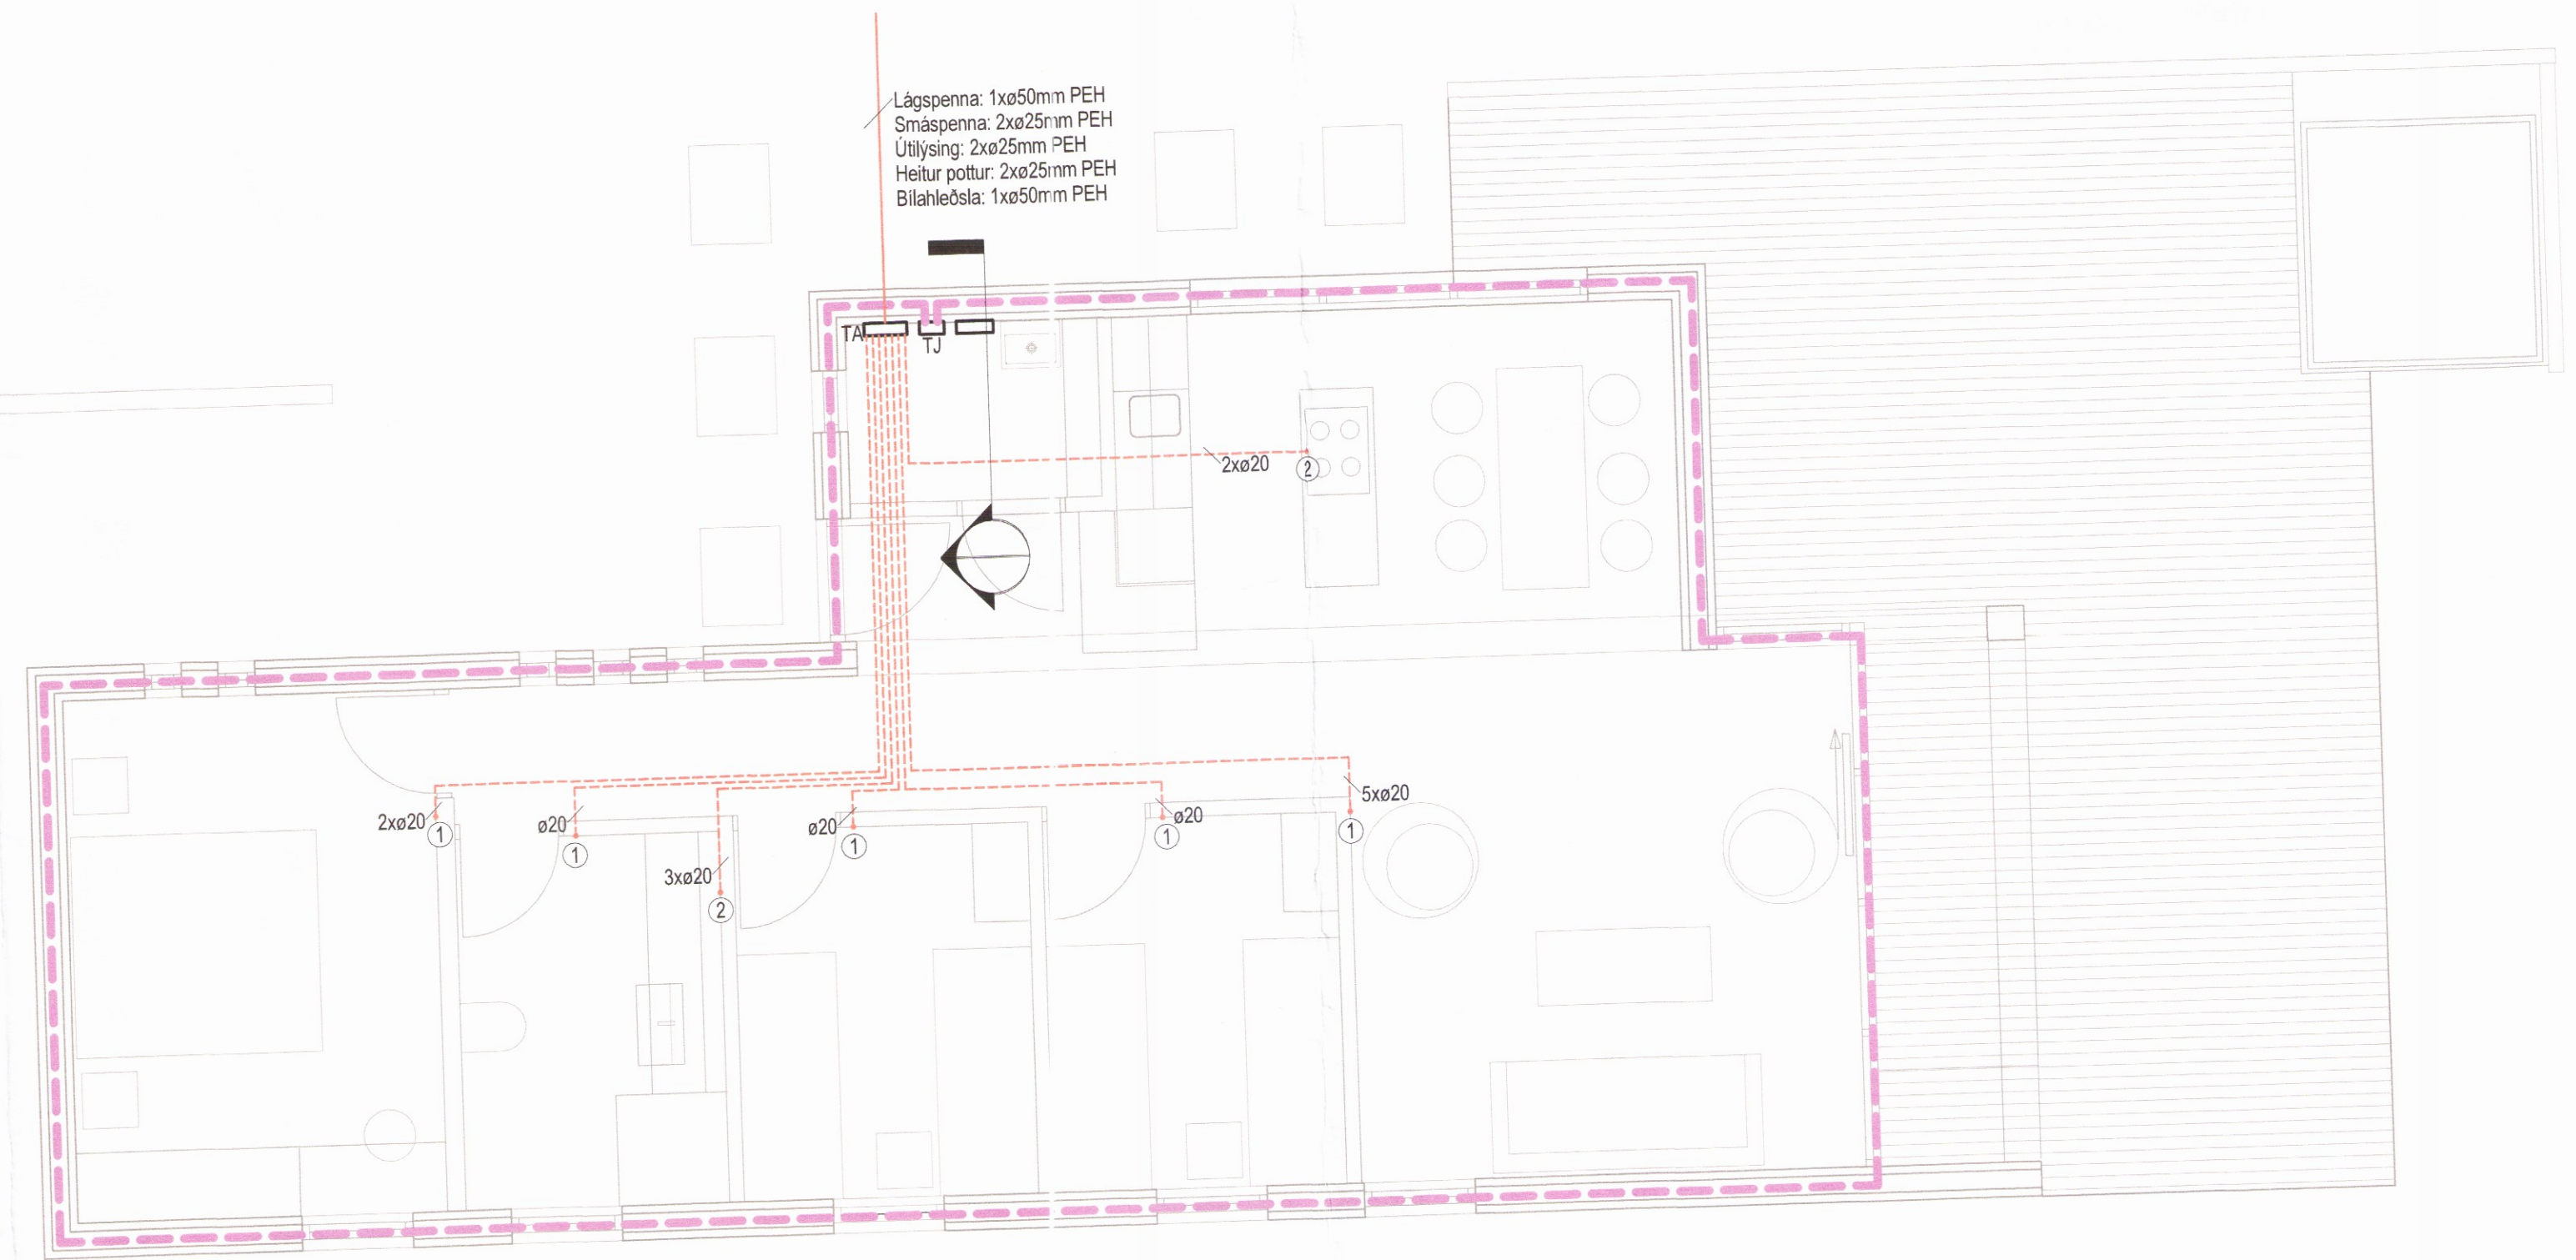 Lágspenna: 1xø50mm PEH
Smáspenna: 2xø25mm PEH
Útilýsing: 2xø25mm PEH
Heitur pottur: 2xø25mm PEH
Bílahleðsla: 1xø50mm PEH
TA
TJ
2xø20
2
5xø20
2xø20
1
ø20
1
ø20
1
ø20
1
1
3xø20
2